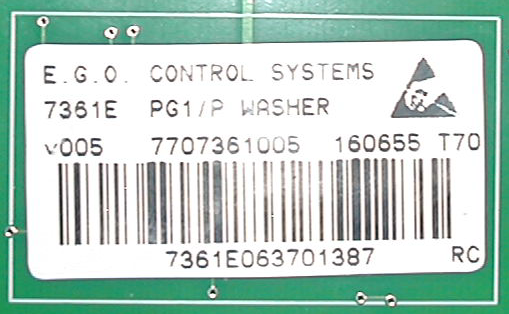 E.G.O. CONTROL SYSTEMS
7361E PG1/P WASHER
v005 7707361005 160655 T70
7361E063701387 RC